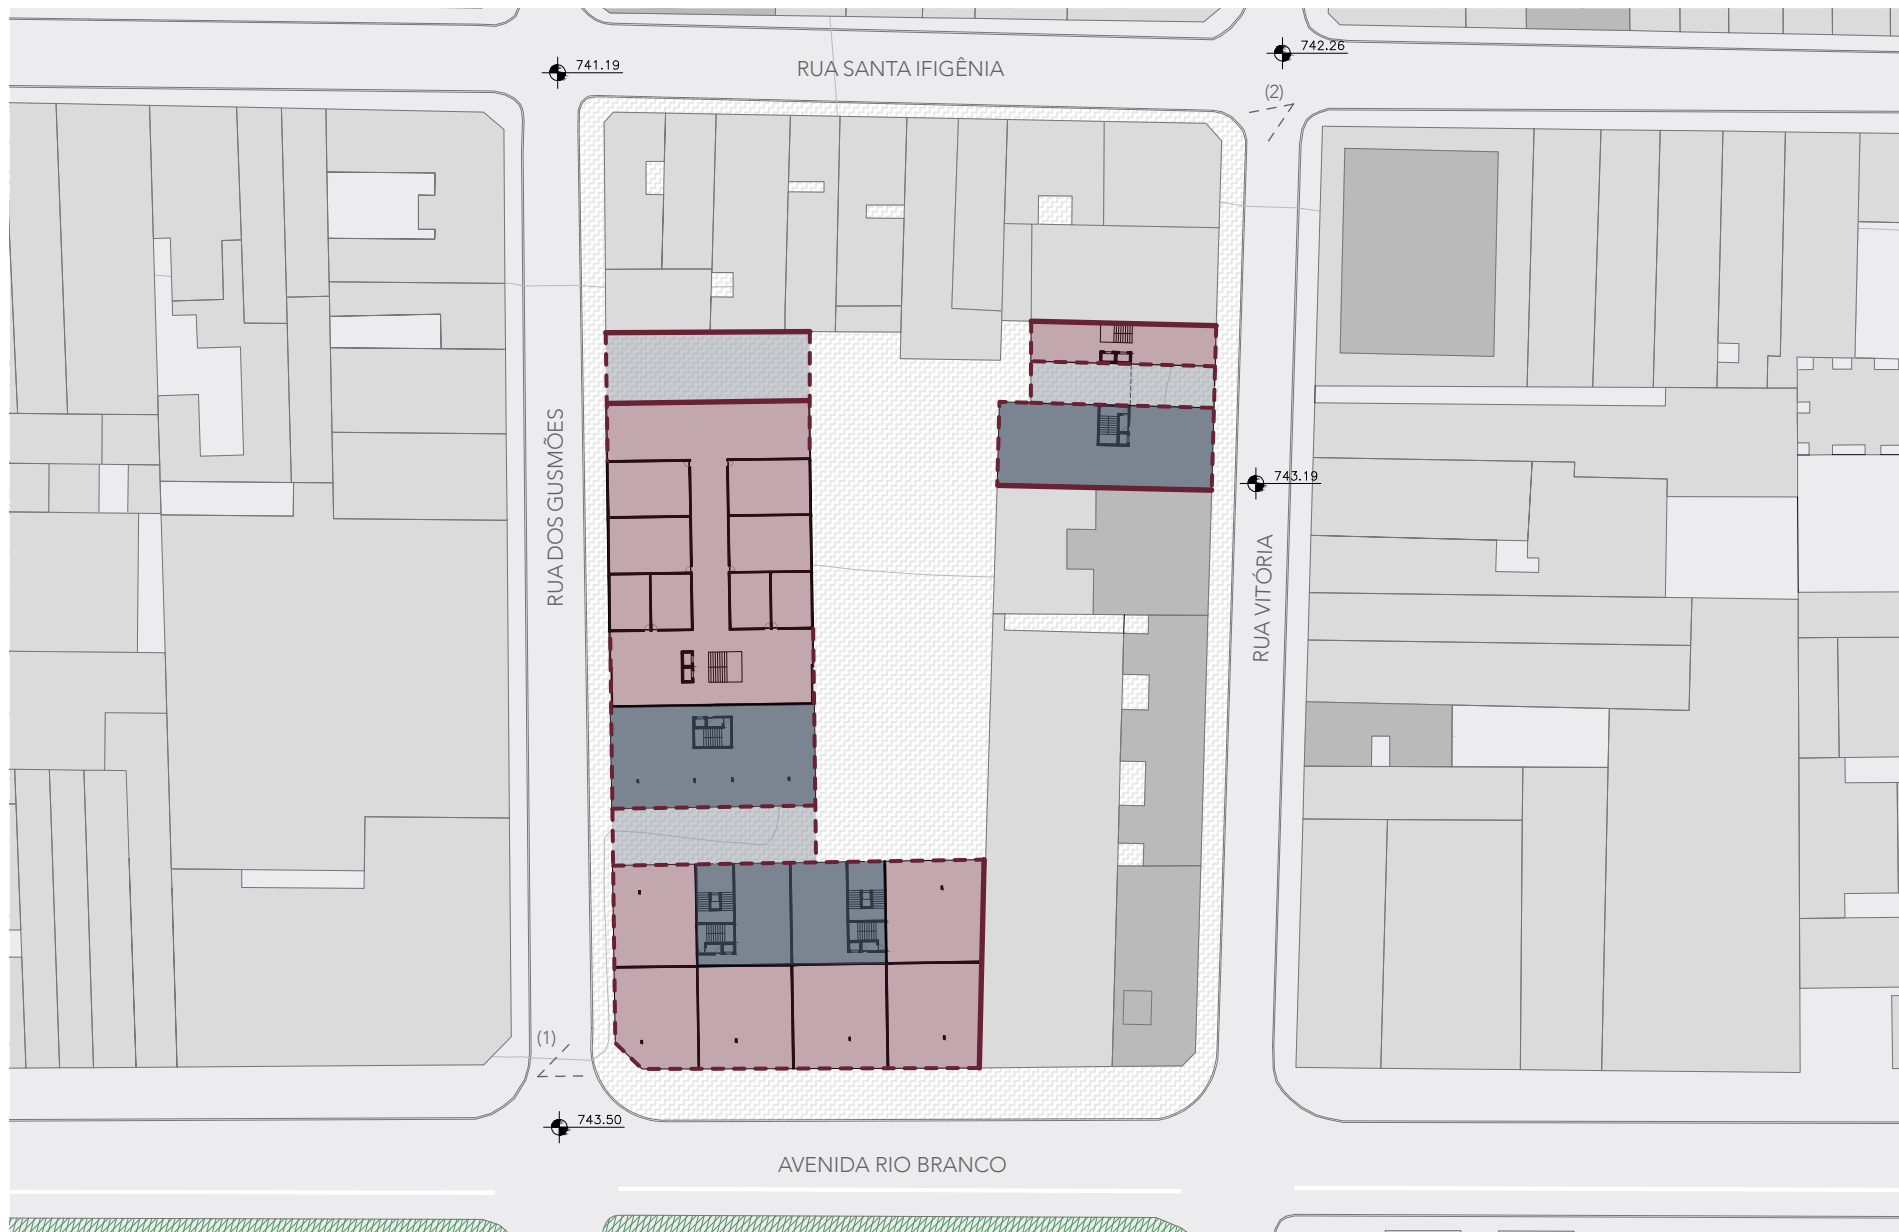 742.26
741.19
RUA SANTA IFIGÊNIA
(2)
RUA DOS GUSMÕES
743.19
RUA VITÓRIA
(1)
743.50
AVENIDA RIO BRANCO